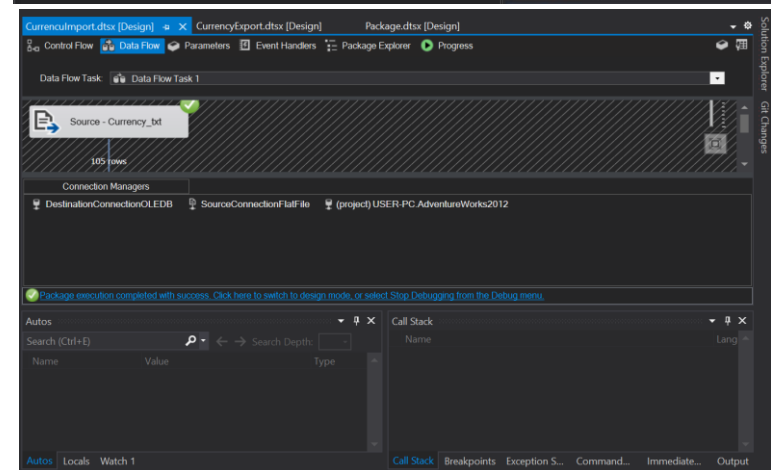 CurrencuImport.dtsx [Design] CurrencyExport.dtsx [Design] Package.dtsx [Design]
Control Flow Data Flow Parameters Event Handlers Package Explorer Progress
Data Flow Task: Data Flow Task 1
Source - Currency_txt
105 rows
Connection Managers
DestinationConnectionOLEDB SourceConnectionFlatFile (project) USER-PC.AdventureWorks2012
Package execution completed with success. Click here to switch to design mode, or select Stop Debugging from the Debug menu.
Autos
Search (Ctrl+E) Search Depth:
Name Value Type
Autos Locals Watch 1
Call Stack
Name Lang
Call Stack Breakpoints Exception S... Command... Immediate... Output
Solution Explorer
Git Changes